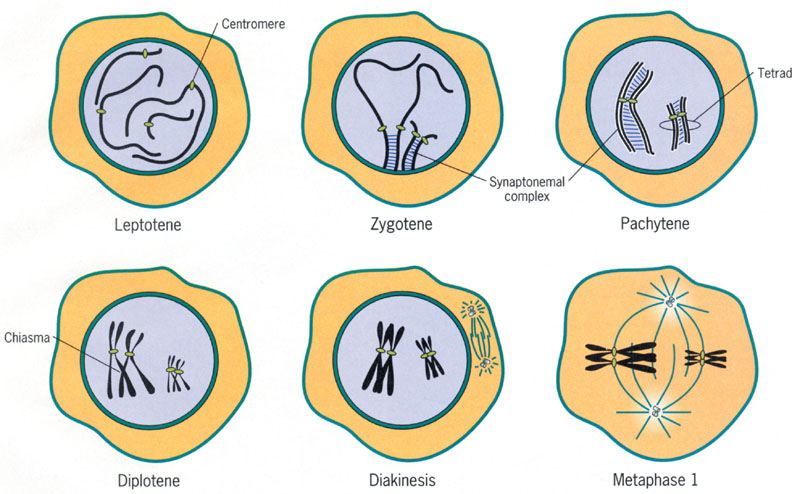 Centromere
Tetrad
Synaptonemal
complex
Leptotene
Zygotene
Pachytene
Chiasma
Diplotene
Diakinesis
Metaphase 1